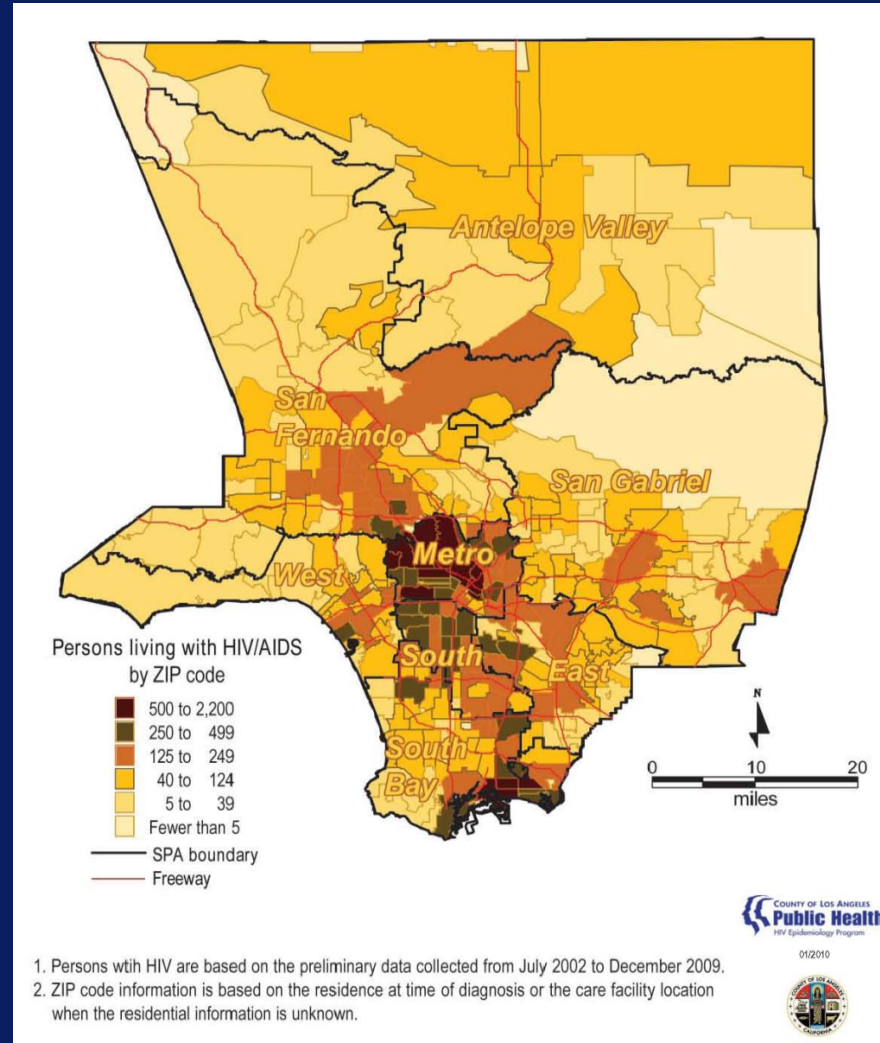 Antelope Valley
San
Fernando
San Gabriel
Metro
West
South
East
South
Bay
Persons living with HIV/AIDS
by ZIP code
500 to 2,200
250 to 499
125 to 249
40 to 124
5 to 39
Fewer than 5
SPA boundary
Freeway
N
0 10 20
miles
COUNTY OF LOS ANGELES
Public Health
HIV Epidemiology Program
01/2010
1. Persons wtih HIV are based on the preliminary data collected from July 2002 to December 2009.
2. ZIP code information is based on the residence at time of diagnosis or the care facility location
when the residential information is unknown.